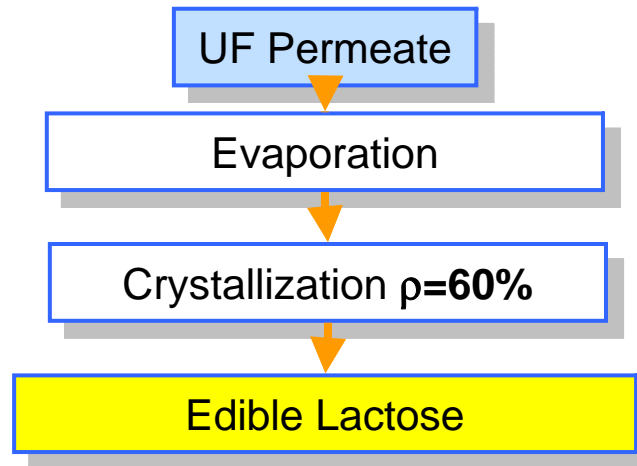 UF Permeate
Evaporation
Crystallization ρ=60%
Edible Lactose